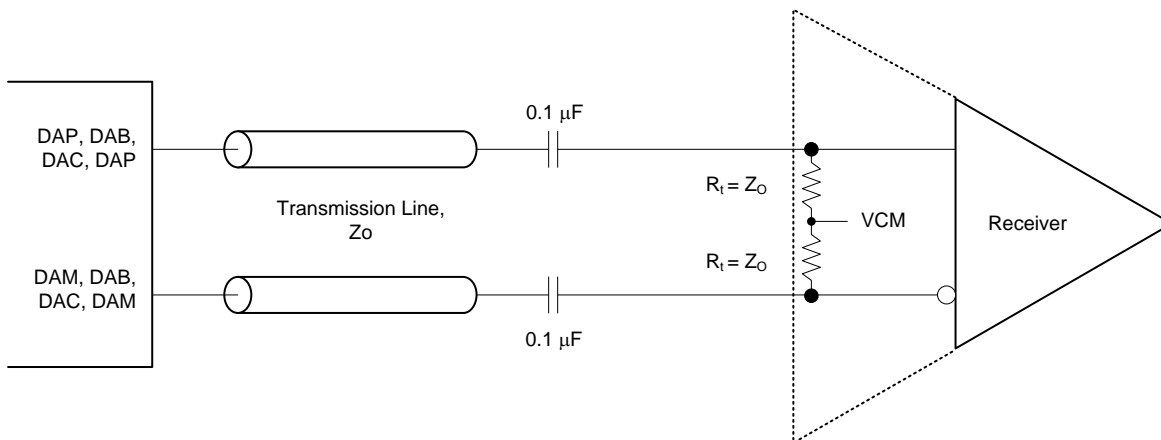 0.1 μF
DAP, DAB,
DAC, DAP
Rt = ZO
Transmission Line,
Zo
VCM
Receiver
Rt = ZO
DAM, DAB,
DAC, DAM
0.1 μF